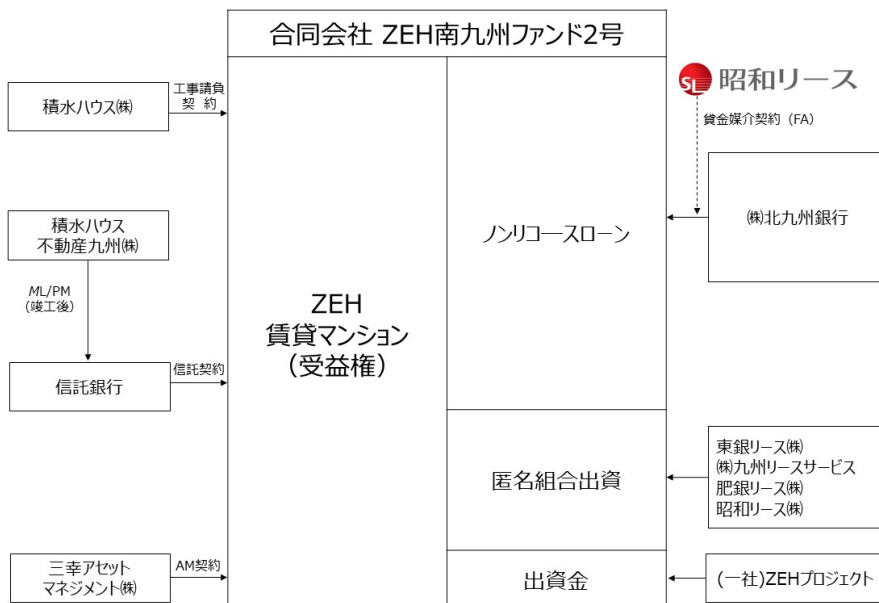 合同会社 ZEH南九州ファンド2号
積水ハウス㈱
工事請負
契 約
積水ハウス
不動産九州㈱
ML/PM
（竣工後）
信託銀行
信託契約
三幸アセット
マネジメント㈱
AM契約
ZEH
賃貸マンション
（受益権）
ノンリコースローン
匿名組合出資
出資金
SL 昭和リース
貸金媒介契約（FA）
㈱北九州銀行
東銀リース㈱
㈱九州リースサービス
肥銀リース㈱
昭和リース㈱
(一社)ZEHプロジェクト